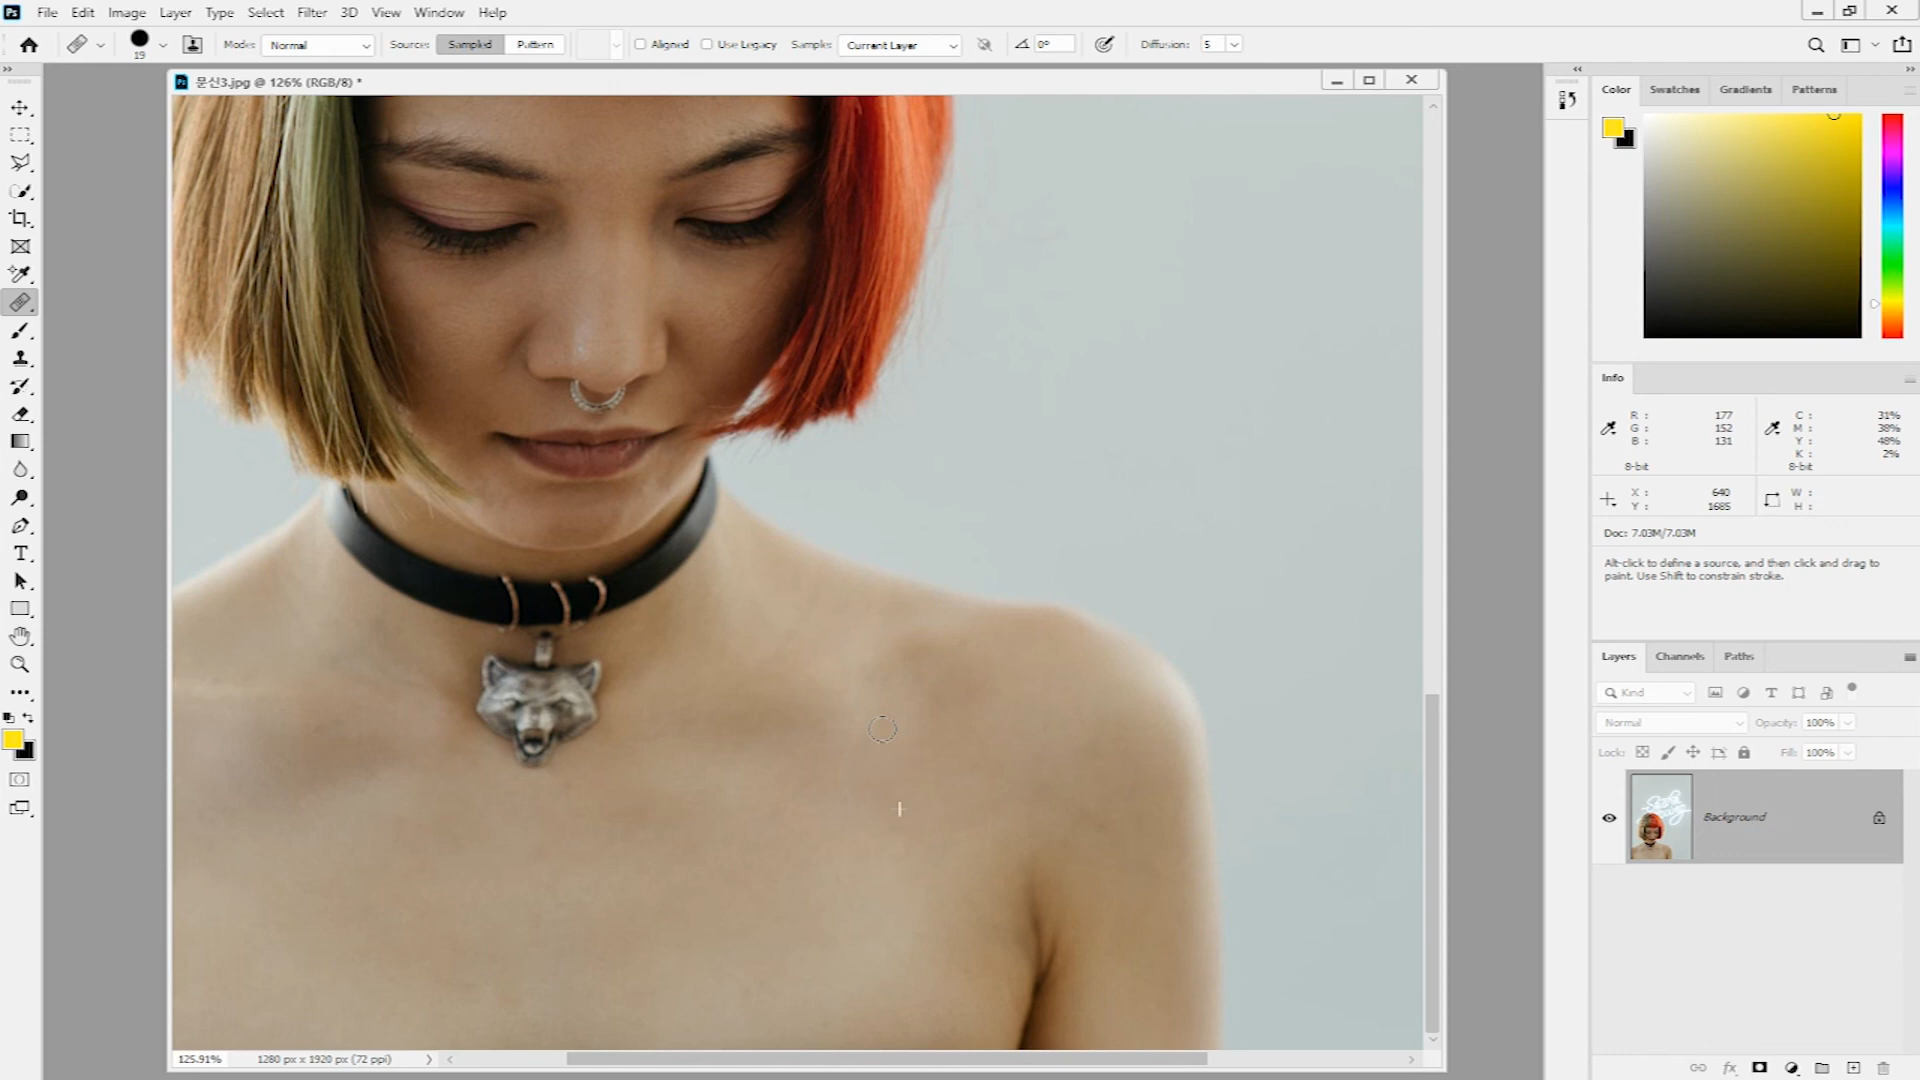 Ps File Edit Image Layer Type Select Filter 3D View Window Help
19 Mode: Normal Source: Sampled Pattern Aligned Use Legacy Sample: Current Layer 0° Diffusion: 5
Ps 문신3.jpg @ 126% (RGB/8) *
Color Swatches Gradients Patterns
Info
R : 177 C : 31%
G : 152 M : 38%
B : 131 Y : 48%
K : 2%
8-bit 8-bit
X : 640 W :
Y : 1685 H :
Doc: 7.03M/7.03M
Alt-click to define a source, and then click and drag to
paint. Use Shift to constrain stroke.
Layers Channels Paths
Kind
Normal Opacity: 100%
Lock: Fill: 100%
Background
125.91% 1280 px x 1920 px (72 ppi)